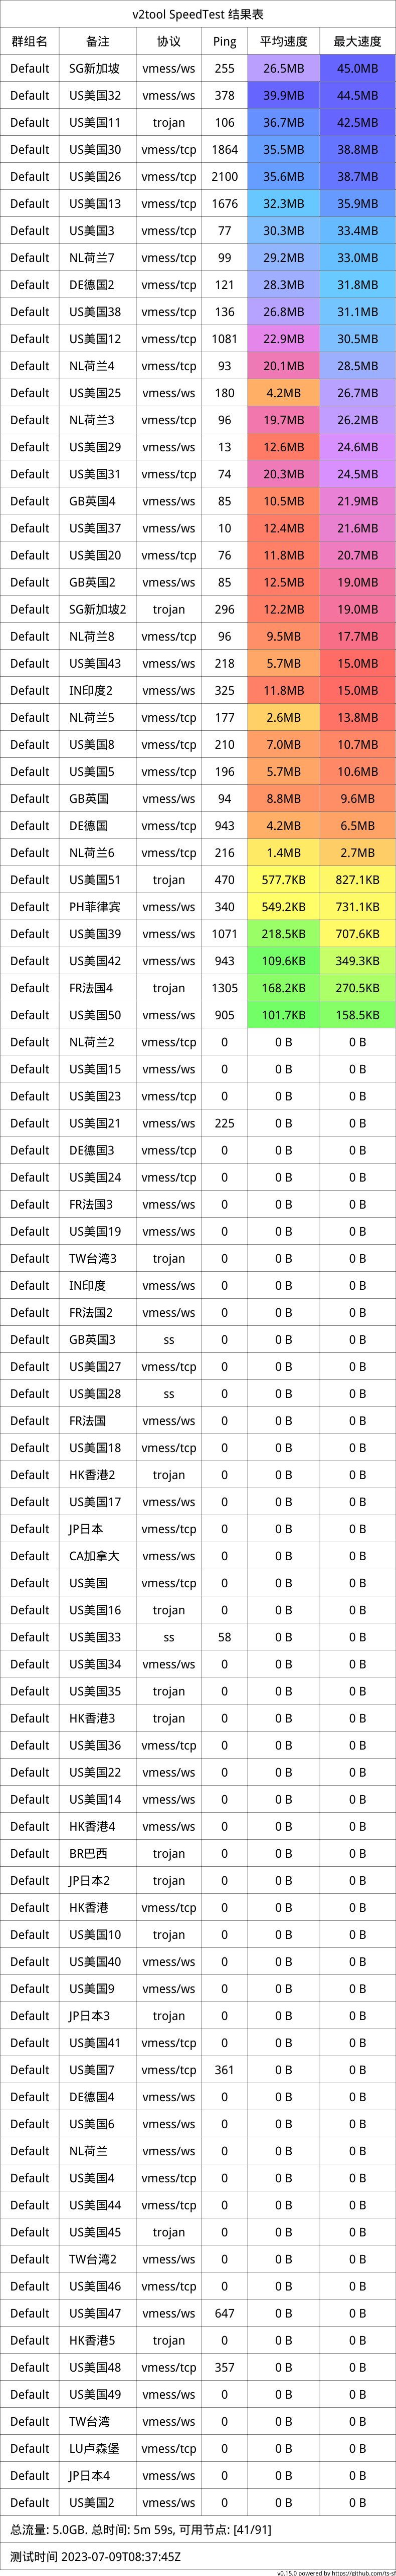 v2tool SpeedTest 结果表
群组名 备注 协议 Ping 平均速度 最大速度
Default SG新加坡 vmess/ws 255 26.5MB 45.0MB
Default US美国32 vmess/ws 378 39.9MB 44.5MB
Default US美国11 trojan 106 36.7MB 42.5MB
Default US美国30 vmess/tcp 1864 35.5MB 38.8MB
Default US美国26 vmess/tcp 2100 35.6MB 38.7MB
Default US美国13 vmess/tcp 1676 32.3MB 35.9MB
Default US美国3 vmess/tcp 77 30.3MB 33.4MB
Default NL荷兰7 vmess/tcp 99 29.2MB 33.0MB
Default DE德国2 vmess/tcp 121 28.3MB 31.8MB
Default US美国38 vmess/tcp 136 26.8MB 31.1MB
Default US美国12 vmess/tcp 1081 22.9MB 30.5MB
Default NL荷兰4 vmess/tcp 93 20.1MB 28.5MB
Default US美国25 vmess/ws 180 4.2MB 26.7MB
Default NL荷兰3 vmess/tcp 96 19.7MB 26.2MB
Default US美国29 vmess/ws 13 12.6MB 24.6MB
Default US美国31 vmess/tcp 74 20.3MB 24.5MB
Default GB英国4 vmess/ws 85 10.5MB 21.9MB
Default US美国37 vmess/ws 10 12.4MB 21.6MB
Default US美国20 vmess/tcp 76 11.8MB 20.7MB
Default GB英国2 vmess/ws 85 12.5MB 19.0MB
Default SG新加坡2 trojan 296 12.2MB 19.0MB
Default NL荷兰8 vmess/tcp 96 9.5MB 17.7MB
Default US美国43 vmess/ws 218 5.7MB 15.0MB
Default IN印度2 vmess/ws 325 11.8MB 15.0MB
Default NL荷兰5 vmess/tcp 177 2.6MB 13.8MB
Default US美国8 vmess/tcp 210 7.0MB 10.7MB
Default US美国5 vmess/tcp 196 5.7MB 10.6MB
Default GB英国 vmess/ws 94 8.8MB 9.6MB
Default DE德国 vmess/tcp 943 4.2MB 6.5MB
Default NL荷兰6 vmess/tcp 216 1.4MB 2.7MB
Default US美国51 trojan 470 577.7KB 827.1KB
Default PH菲律宾 vmess/ws 340 549.2KB 731.1KB
Default US美国39 vmess/ws 1071 218.5KB 707.6KB
Default US美国42 vmess/ws 943 109.6KB 349.3KB
Default FR法国4 trojan 1305 168.2KB 270.5KB
Default US美国50 vmess/ws 905 101.7KB 158.5KB
Default NL荷兰2 vmess/tcp 0 0 B 0 B
Default US美国15 vmess/ws 0 0 B 0 B
Default US美国23 vmess/ws 0 0 B 0 B
Default US美国21 vmess/ws 225 0 B 0 B
Default DE德国3 vmess/tcp 0 0 B 0 B
Default US美国24 vmess/tcp 0 0 B 0 B
Default FR法国3 vmess/ws 0 0 B 0 B
Default US美国19 vmess/ws 0 0 B 0 B
Default TW台湾3 trojan 0 0 B 0 B
Default IN印度 vmess/ws 0 0 B 0 B
Default FR法国2 vmess/ws 0 0 B 0 B
Default GB英国3 ss 0 0 B 0 B
Default US美国27 vmess/tcp 0 0 B 0 B
Default US美国28 ss 0 0 B 0 B
Default FR法国 vmess/ws 0 0 B 0 B
Default US美国18 vmess/tcp 0 0 B 0 B
Default HK香港2 trojan 0 0 B 0 B
Default US美国17 vmess/ws 0 0 B 0 B
Default JP日本 vmess/tcp 0 0 B 0 B
Default CA加拿大 vmess/ws 0 0 B 0 B
Default US美国 vmess/tcp 0 0 B 0 B
Default US美国16 trojan 0 0 B 0 B
Default US美国33 ss 58 0 B 0 B
Default US美国34 vmess/ws 0 0 B 0 B
Default US美国35 trojan 0 0 B 0 B
Default HK香港3 trojan 0 0 B 0 B
Default US美国36 vmess/tcp 0 0 B 0 B
Default US美国22 vmess/ws 0 0 B 0 B
Default US美国14 vmess/ws 0 0 B 0 B
Default HK香港4 vmess/ws 0 0 B 0 B
Default BR巴西 trojan 0 0 B 0 B
Default JP日本2 trojan 0 0 B 0 B
Default HK香港 vmess/tcp 0 0 B 0 B
Default US美国10 trojan 0 0 B 0 B
Default US美国40 vmess/ws 0 0 B 0 B
Default US美国9 vmess/ws 0 0 B 0 B
Default JP日本3 trojan 0 0 B 0 B
Default US美国41 vmess/tcp 0 0 B 0 B
Default US美国7 vmess/tcp 361 0 B 0 B
Default DE德国4 vmess/ws 0 0 B 0 B
Default US美国6 vmess/ws 0 0 B 0 B
Default NL荷兰 vmess/ws 0 0 B 0 B
Default US美国4 vmess/tcp 0 0 B 0 B
Default US美国44 vmess/tcp 0 0 B 0 B
Default US美国45 trojan 0 0 B 0 B
Default TW台湾2 vmess/ws 0 0 B 0 B
Default US美国46 vmess/tcp 0 0 B 0 B
Default US美国47 vmess/ws 647 0 B 0 B
Default HK香港5 trojan 0 0 B 0 B
Default US美国48 vmess/tcp 357 0 B 0 B
Default US美国49 vmess/ws 0 0 B 0 B
Default TW台湾 vmess/ws 0 0 B 0 B
Default LU卢森堡 vmess/tcp 0 0 B 0 B
Default JP日本4 vmess/ws 0 0 B 0 B
Default US美国2 vmess/ws 0 0 B 0 B
总流量: 5.0GB. 总时间: 5m 59s, 可用节点: [41/91]
测试时间 2023-07-09T08:37:45Z
v0.15.0 powered by https://github.com/ts-sf